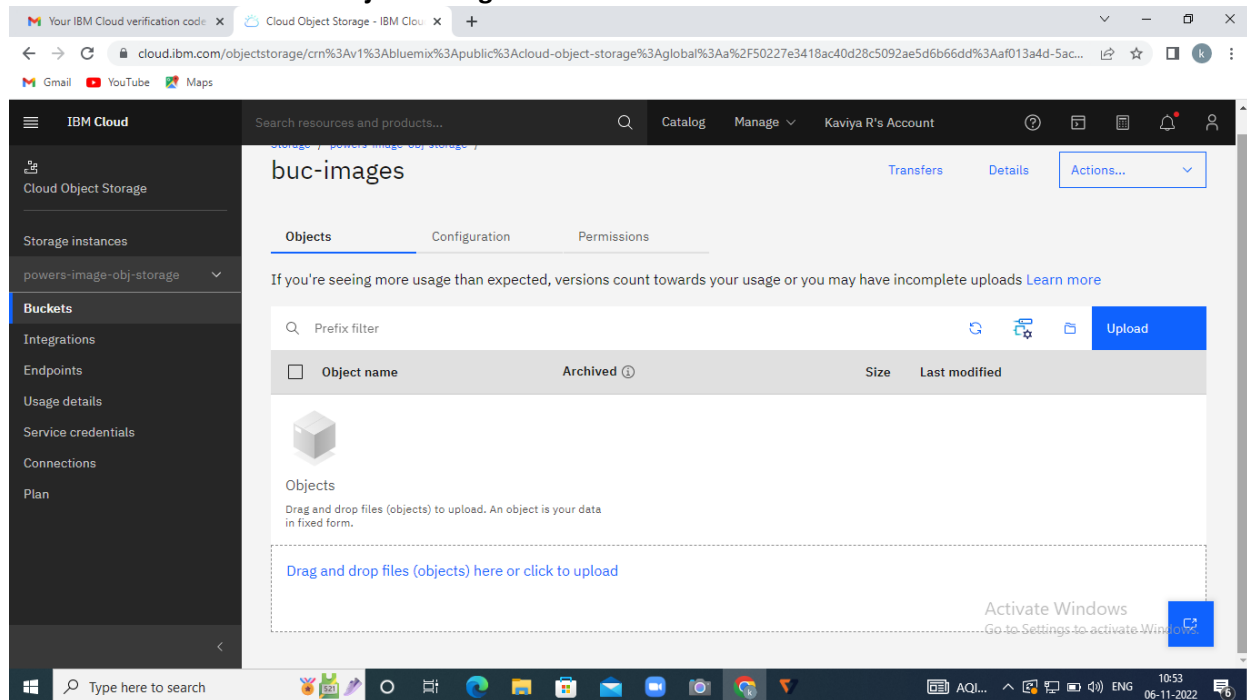 Your IBM Cloud verification code
Cloud Object Storage - IBM Clou
cloud.ibm.com/objectstorage/crn%3Av1%3Abluemix%3Apublic%3Acloud-object-storage%3Aglobal%3Aa%2F50227e3418ac40d28c5092ae5d6b66dd%3Aaf013a4d-5ac...
k
Gmail YouTube Maps
IBM Cloud
Search resources and products...
Catalog
Manage
Kaviya R's Account
Cloud Object Storage
Storage instances
powers-image-obj-storage
Buckets
Integrations
Endpoints
Usage details
Service credentials
Connections
Plan
buc-images
Transfers
Details
Actions...
Objects
Configuration
Permissions
If you're seeing more usage than expected, versions count towards your usage or you may have incomplete uploads Learn more
Prefix filter
Upload
Object name
Archived
Size
Last modified
Objects
Drag and drop files (objects) to upload. An object is your data
in fixed form.
Drag and drop files (objects) here or click to upload
Activate Windows
Go to Settings to activate Windows.
Type here to search
AQI...
ENG
10:53
06-11-2022
6